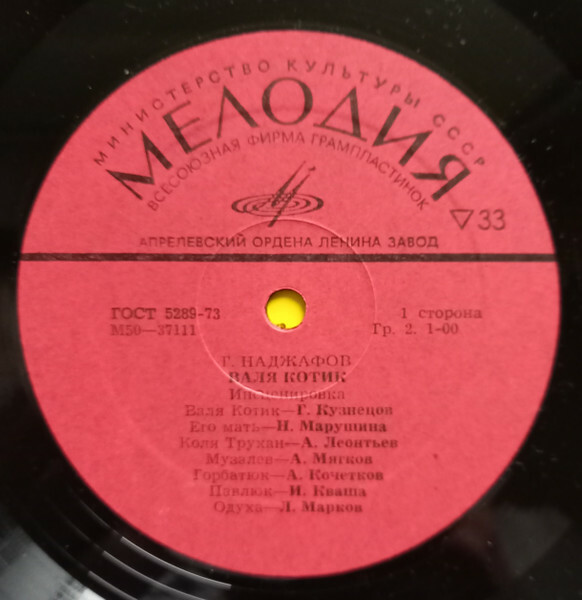 МИНИСТЕРСТВО КУЛЬТУРЫ СССР
МЕЛОДИЯ
ВСЕСОЮЗНАЯ ФИРМА ГРАМПЛАСТИНОК
33
АПРЕЛЕВСКИЙ ОРДЕНА ЛЕНИНА ЗАВОД
ГОСТ 5289-73
1 сторона
М50—37111
Гр. 2. 1-00
Г. НАДЖАФОВ
ВАЛЯ КОТИК
Инсценировка
Валя Котик—Г. Кузнецов
Его мать—Н. Марушина
Коля Трухан—А. Леонтьев
Музалев—А. Мягков
Горбатюк—А. Кочетков
Павлюк—И. Кваша
Одуха—Л. Марков